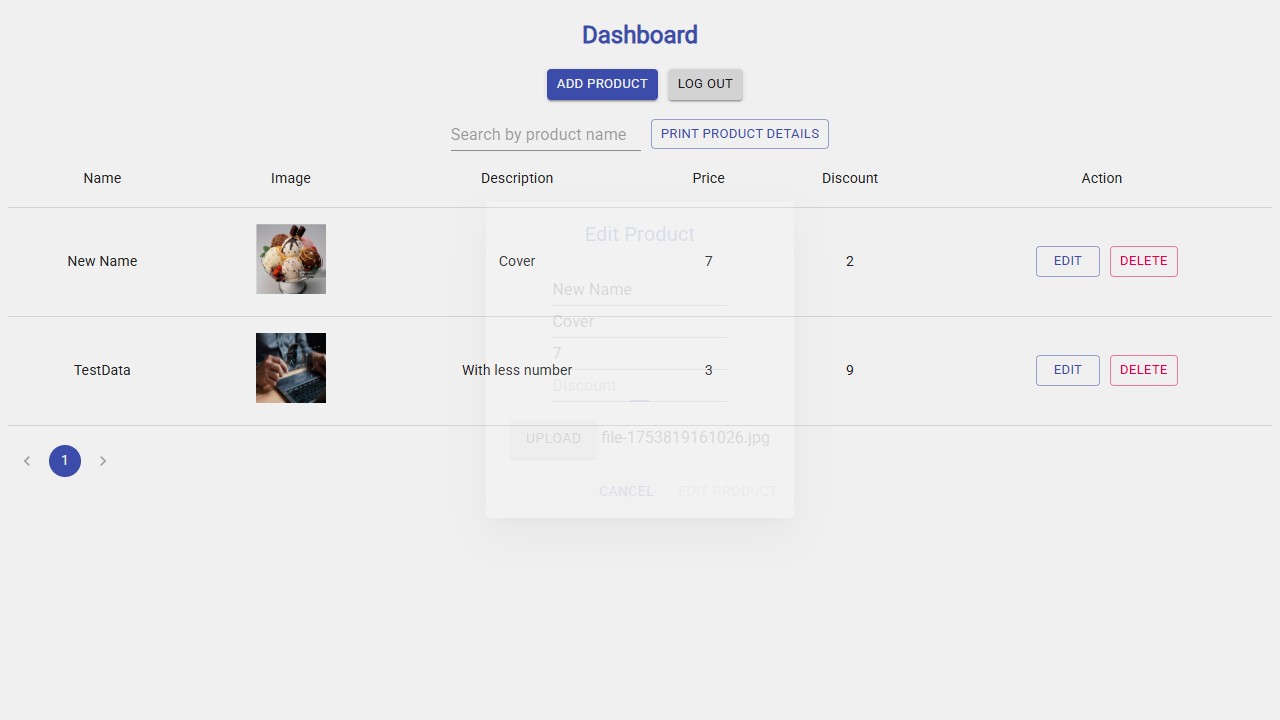 Dashboard
ADD PRODUCT LOG OUT
Search by product name PRINT PRODUCT DETAILS
Name Image Description Price Discount Action
Edit Product
New Name Cover 7 2 EDIT DELETE
New Name
Cover
7
TestData With less number 3 9 EDIT DELETE
Discount
UPLOAD file-1753819161026.jpg
1
CANCEL EDIT PRODUCT